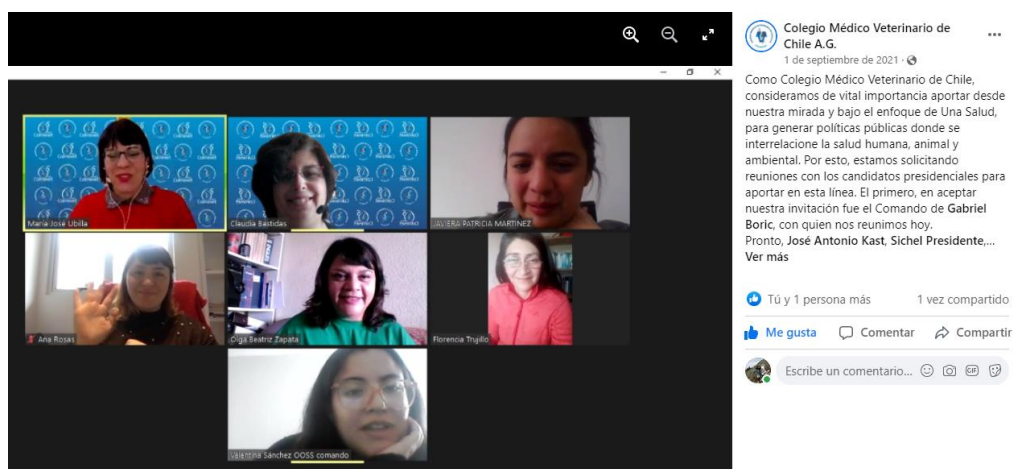 María José Ubilla
Claudia Bastidas
JAVIERA PATRICIA MARTINEZ
Ana Rosas
Olga Beatriz Zapata
Florencia Trujillo
Valentina Sánchez OOSS comando
Colegio Médico Veterinario de
Chile A.G.
1 de septiembre de 2021 ·
Como Colegio Médico Veterinario de Chile,
consideramos de vital importancia aportar desde
nuestra mirada y bajo el enfoque de Una Salud,
para generar políticas públicas donde se
interrelacione la salud humana, animal y
ambiental. Por esto, estamos solicitando
reuniones con los candidatos presidenciales para
aportar en esta línea. El primero, en aceptar
nuestra invitación fue el Comando de Gabriel
Boric, con quien nos reunimos hoy.
Pronto, José Antonio Kast, Sichel Presidente,...
Ver más
Tú y 1 persona más 1 vez compartido
Me gusta Comentar Compartir
Escribe un comentario... GIF